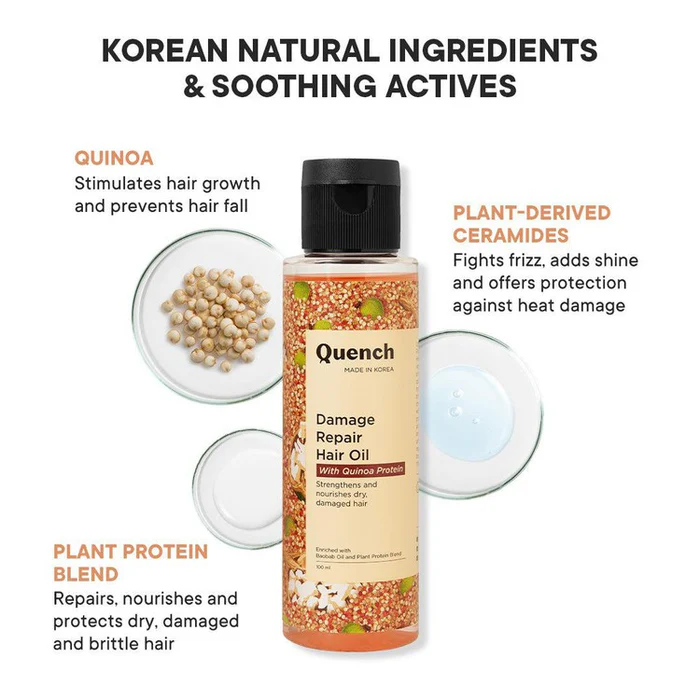 KOREAN NATURAL INGREDIENTS
& SOOTHING ACTIVES
QUINOA
Stimulates hair growth
and prevents hair fall
PLANT-DERIVED
CERAMIDES
Fights frizz, adds shine
and offers protection
against heat damage
Quench
MADE IN KOREA
Damage
Repair
Hair Oil
With Quinoa Protein
Strengthens and
nourishes dry,
damaged hair
Enriched with
Baobab Oil and Plant Protein Blend
100 ml
PLANT PROTEIN
BLEND
Repairs, nourishes and
protects dry, damaged
and brittle hair